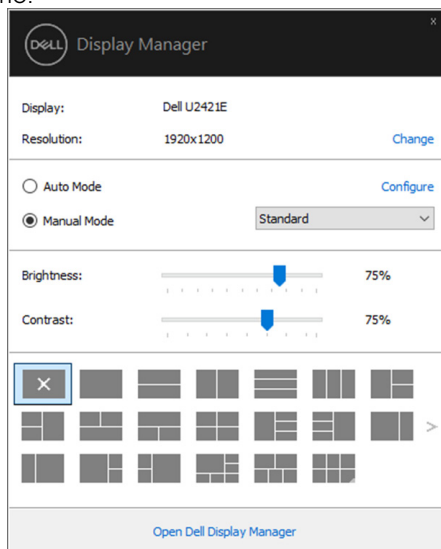 DELL Display Manager
Display: Dell U2421E
Resolution: 1920x1200 Change
Auto Mode Configure
Manual Mode Standard
Brightness: 75%
Contrast: 75%
Open Dell Display Manager